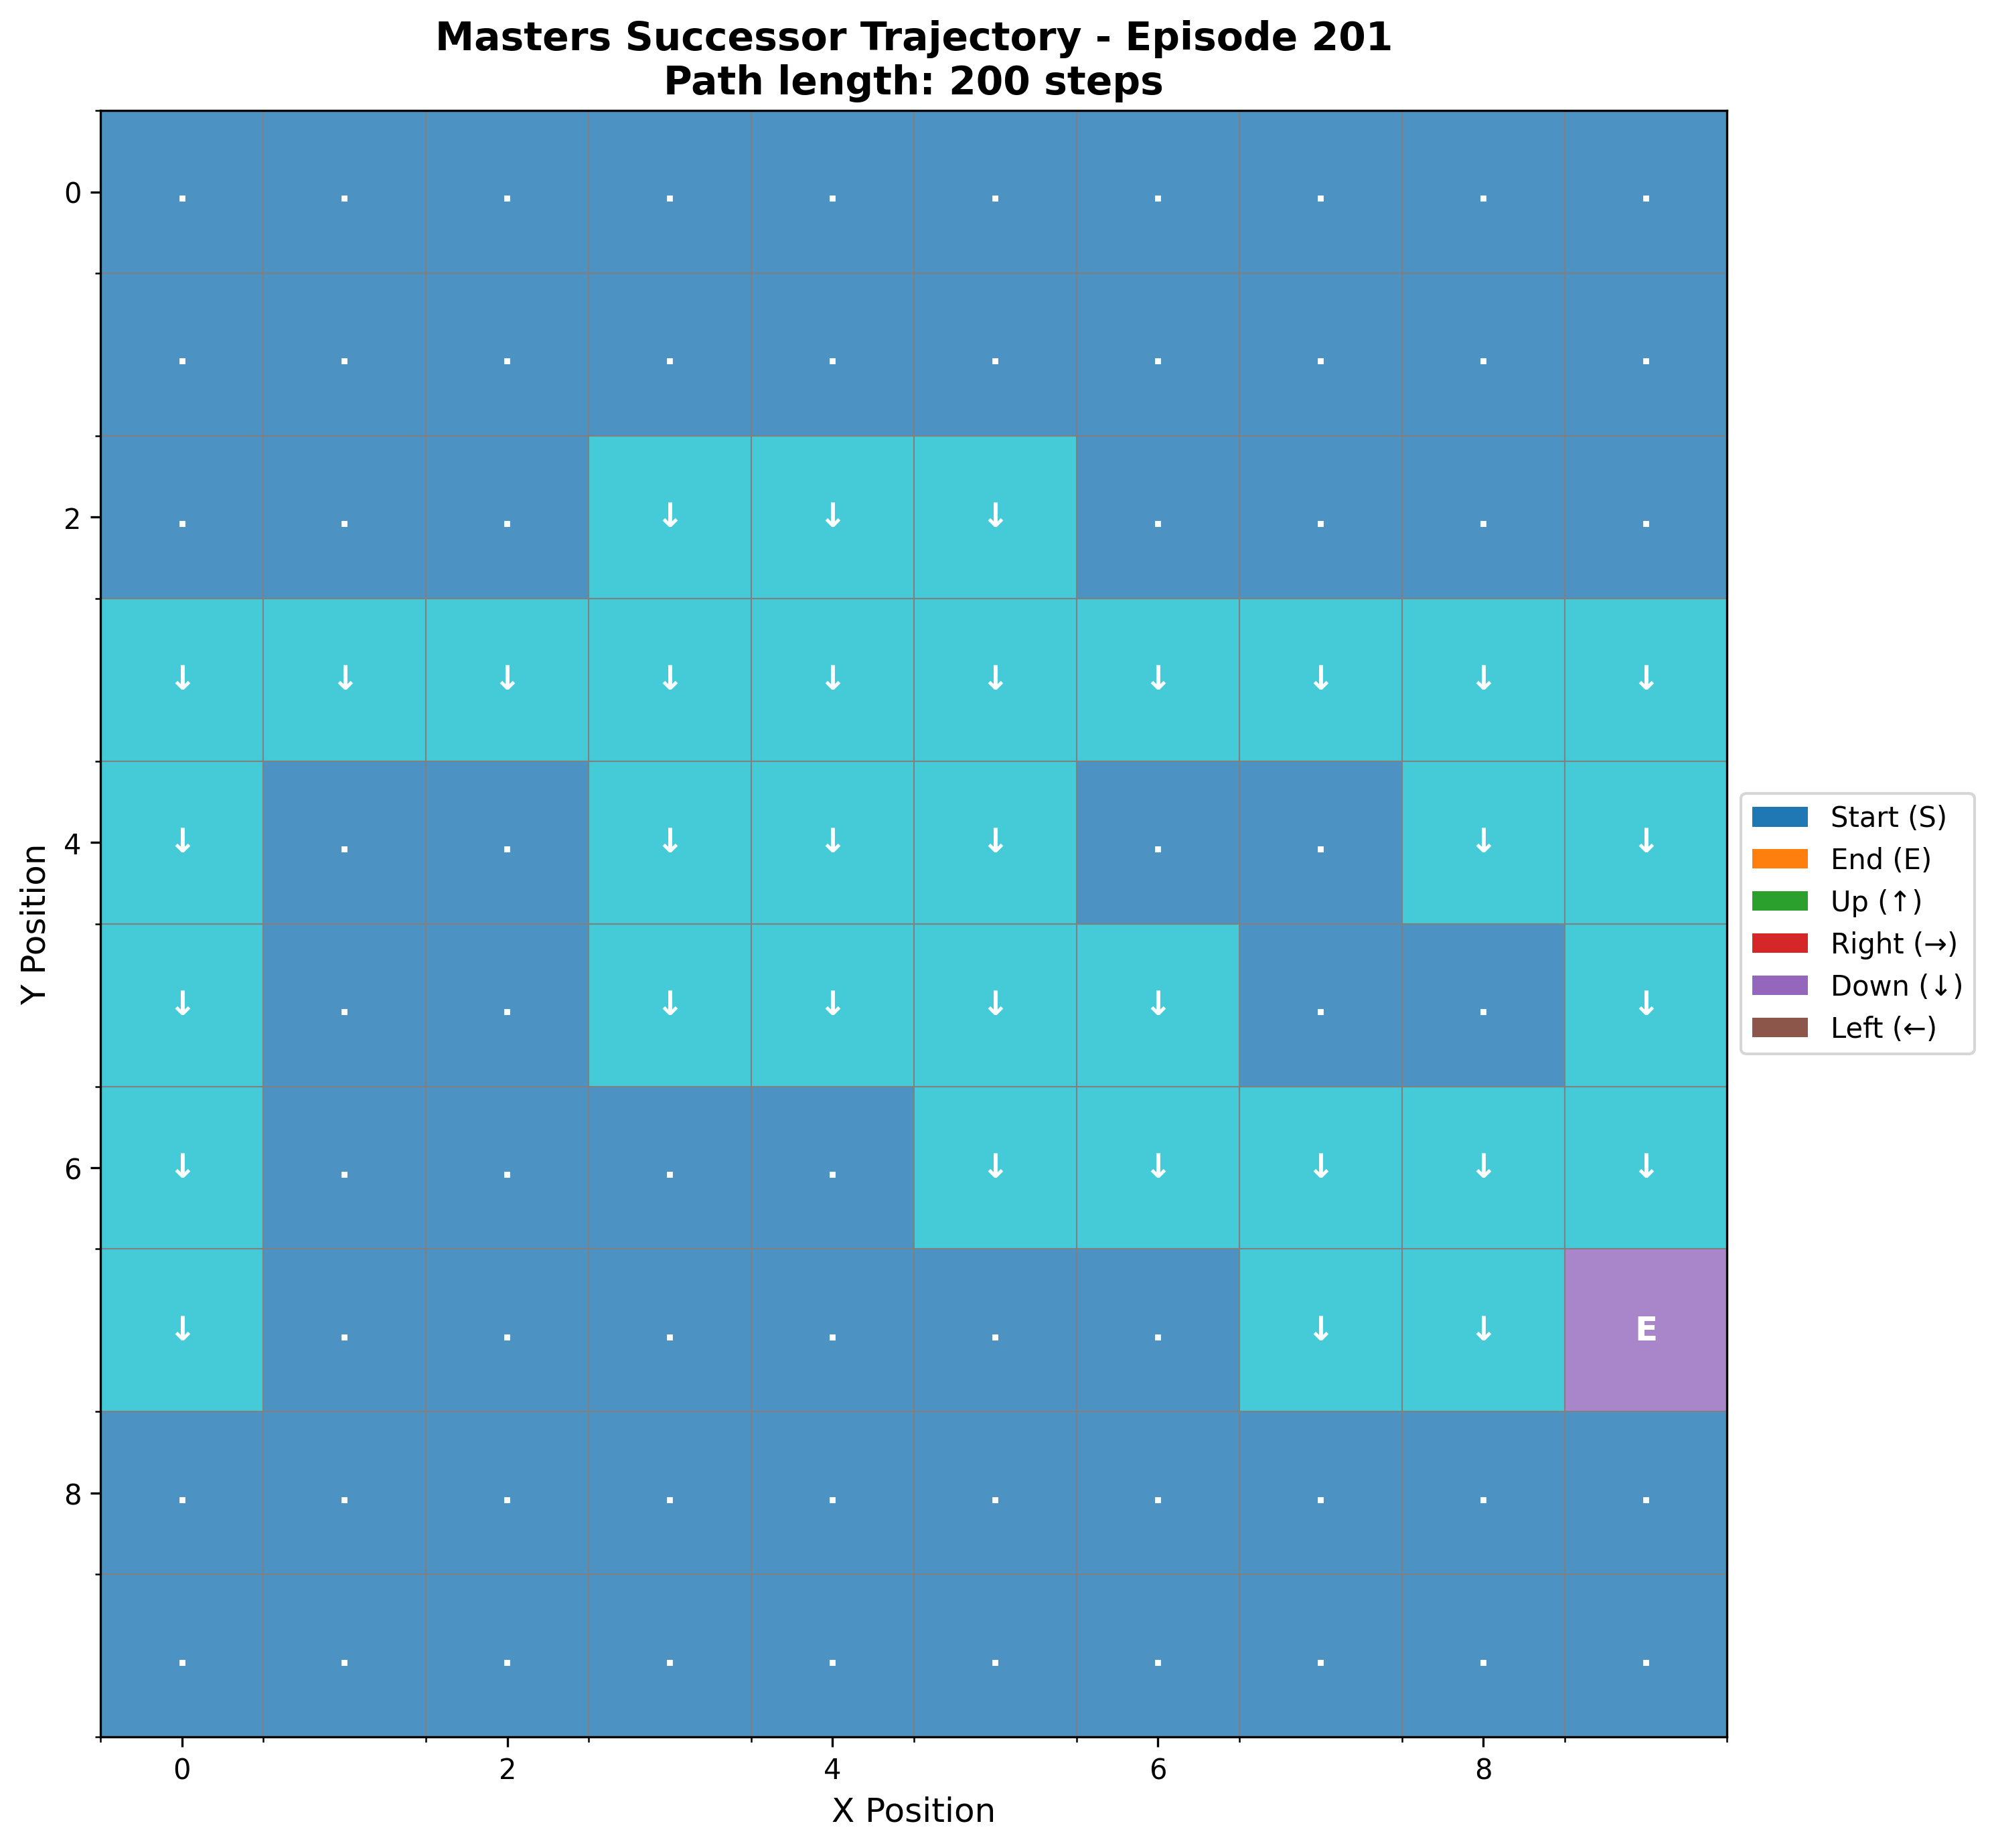 Masters Successor Trajectory - Episode 201
Path length: 200 steps
0 . . . . . . . . . .
. . . . . . . . . .
2 . . . ↓ ↓ ↓ . . . .
↓ ↓ ↓ ↓ ↓ ↓ ↓ ↓ ↓ ↓
4 ↓ . . ↓ ↓ ↓ . . ↓ ↓
↓ . . ↓ ↓ ↓ ↓ . . ↓
6 ↓ . . . . ↓ ↓ ↓ ↓ ↓
↓ . . . . . . ↓ ↓ E
8 . . . . . . . . . .
. . . . . . . . . .
0 2 4 6 8
X Position
Y Position
Start (S)
End (E)
Up (↑)
Right (→)
Down (↓)
Left (←)